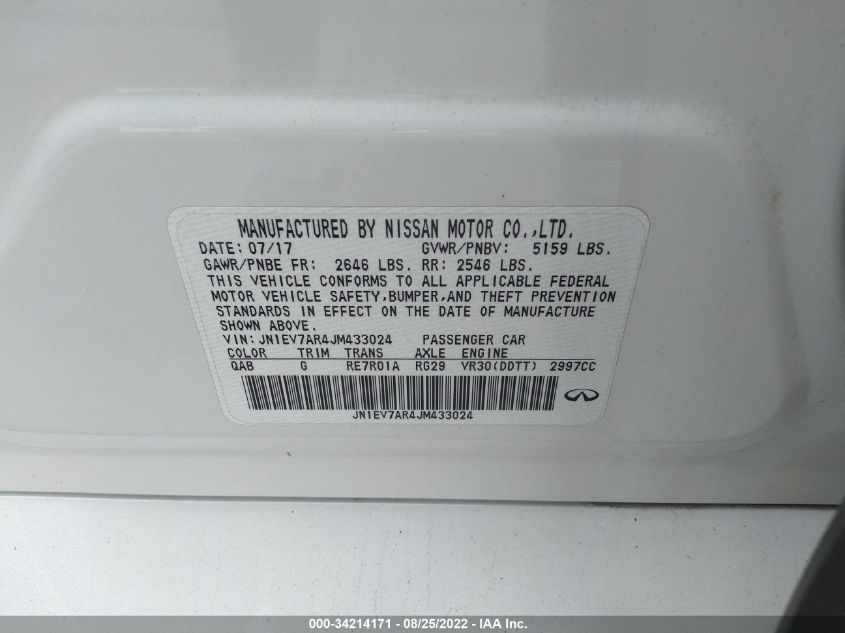 MANUFACTURED BY NISSAN MOTOR CO.,LTD.
DATE: 07/17 GVWR/PNBV: 5159 LBS.
GAWR/PNBE FR: 2646 LBS. RR: 2546 LBS.
THIS VEHICLE CONFORMS TO ALL APPLICABLE FEDERAL
MOTOR VEHICLE SAFETY,BUMPER,AND THEFT PREVENTION
STANDARDS IN EFFECT ON THE DATE OF MANUFACTURE
SHOWN ABOVE.
VIN: JN1EV7AR4JM433024 PASSENGER CAR
COLOR TRIM TRANS AXLE ENGINE
QAB G RE7R01A RG29 VR30(DDTT) 2997CC
JN1EV7AR4JM433024
000-34214171 - 08/25/2022 - IAA Inc.